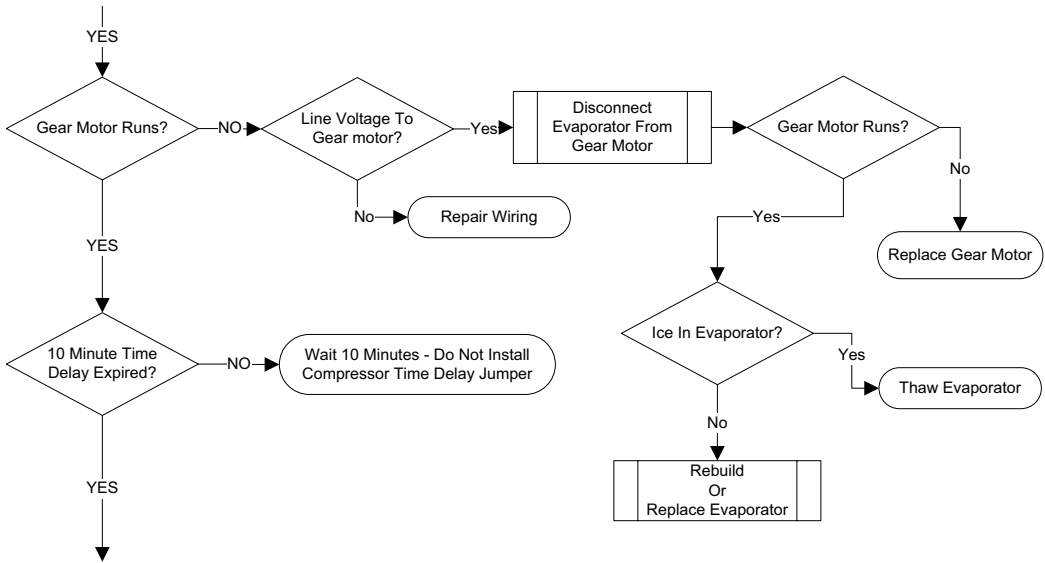 YES
Gear Motor Runs?
NO
Line Voltage To
Gear motor?
Yes
Disconnect
Evaporator From
Gear Motor
Gear Motor Runs?
No
Replace Gear Motor
No
Repair Wiring
Yes
YES
Ice In Evaporator?
Yes
Thaw Evaporator
10 Minute Time
Delay Expired?
NO
Wait 10 Minutes - Do Not Install
Compressor Time Delay Jumper
No
Rebuild
Or
Replace Evaporator
YES